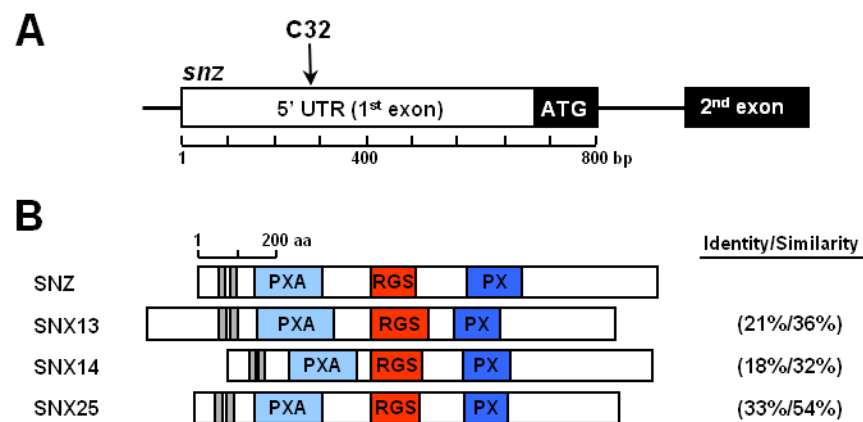 A
C32
snz
5' UTR (1st exon)
ATG
2nd exon
1 400 800 bp
B
1 200 aa
Identity/Similarity
SNZ PXA RGS PX
SNX13 PXA RGS PX (21%/36%)
SNX14 PXA RGS PX (18%/32%)
SNX25 PXA RGS PX (33%/54%)